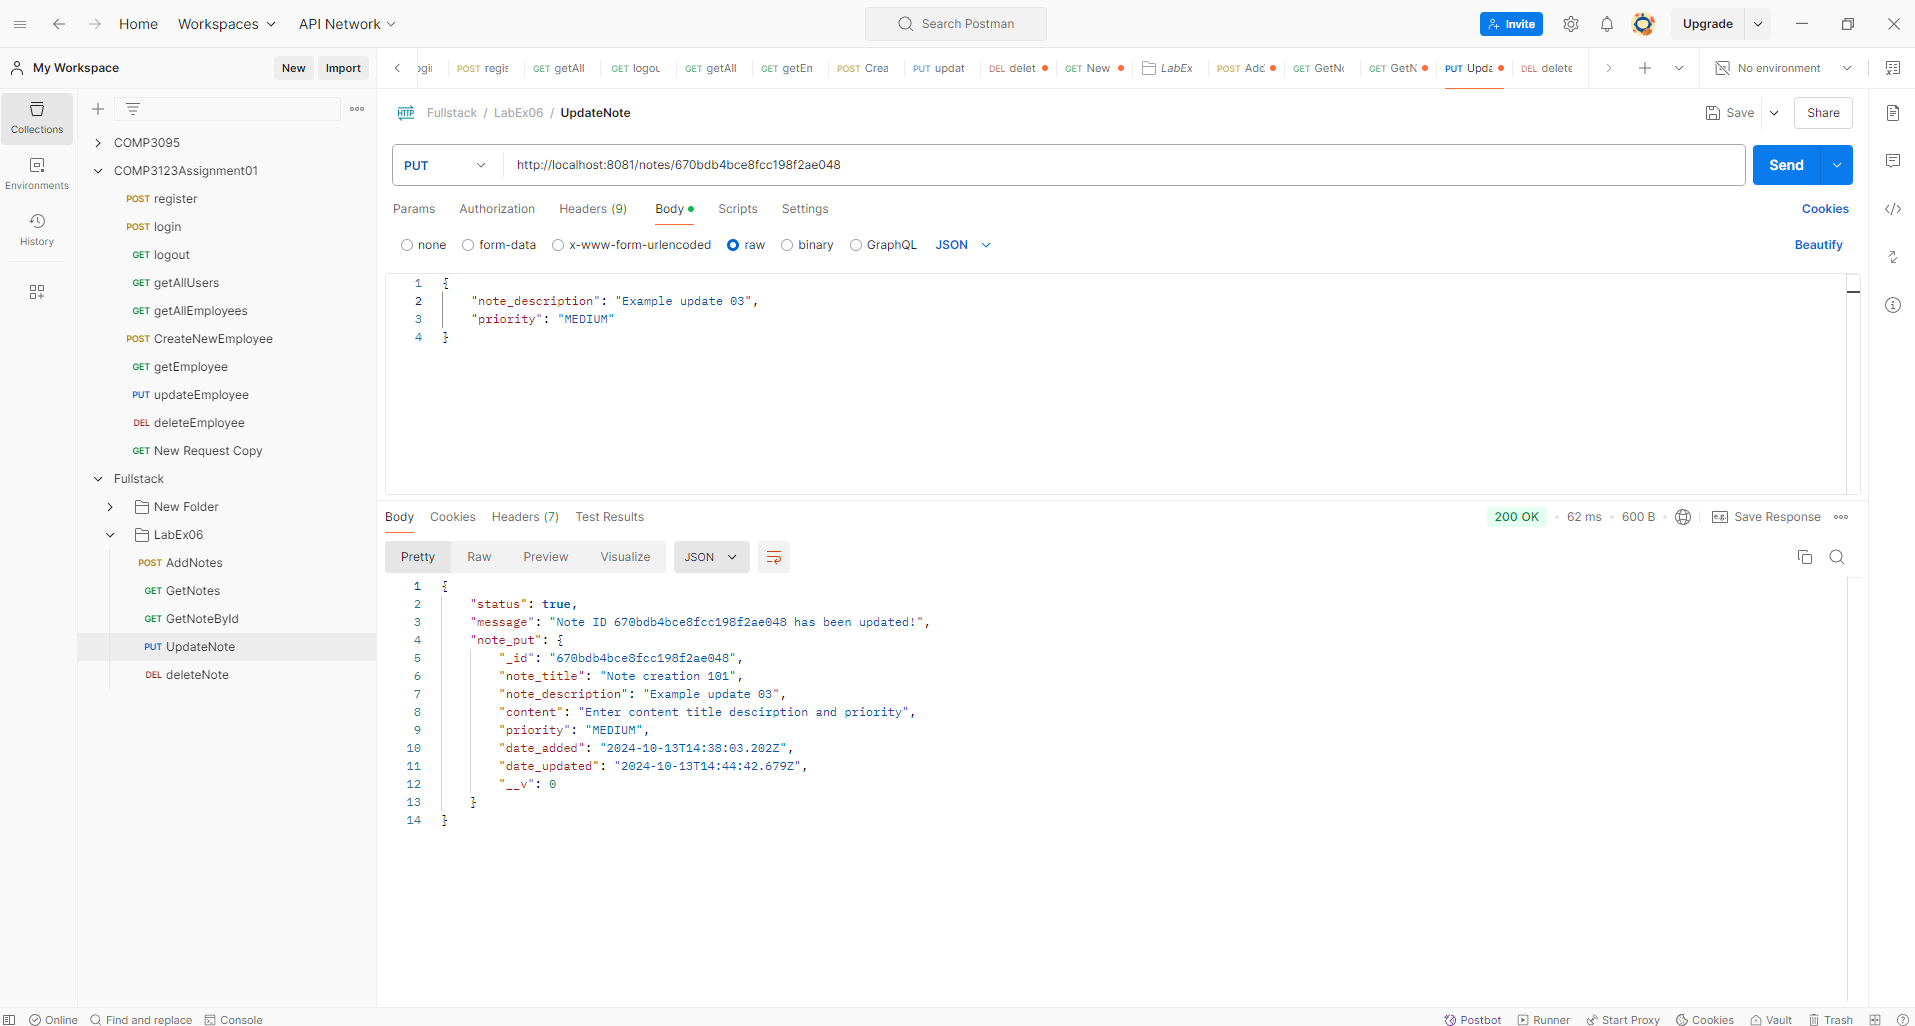 Home Workspaces API Network Search Postman Invite Upgrade
My Workspace New Import
POST regis GET getAll GET logou GET getAll GET getEn POST Crea PUT updat DEL delet GET New LabEx POST Add GET GetNo GET GetN PUT Upda DEL delete No environment
Collections
Environments
History
COMP3095
COMP3123Assignment01
POST register
POST login
GET logout
GET getAllUsers
GET getAllEmployees
POST CreateNewEmployee
GET getEmployee
PUT updateEmployee
DEL deleteEmployee
GET New Request Copy
Fullstack
New Folder
LabEx06
POST AddNotes
GET GetNotes
GET GetNoteById
PUT UpdateNote
DEL deleteNote
HTTP Fullstack / LabEx06 / UpdateNote Save Share
PUT http://localhost:8081/notes/670bdb4bce8fcc198f2ae048 Send
Params Authorization Headers (9) Body Scripts Settings Cookies
none form-data x-www-form-urlencoded raw binary GraphQL JSON Beautify
1 {
2 "note_description": "Example update 03",
3 "priority": "MEDIUM"
4 }
Body Cookies Headers (7) Test Results 200 OK 62 ms 600 B e.g. Save Response
Pretty Raw Preview Visualize JSON
1 {
2 "status": true,
3 "message": "Note ID 670bdb4bce8fcc198f2ae048 has been updated!",
4 "note_put": {
5 "_id": "670bdb4bce8fcc198f2ae048",
6 "note_title": "Note creation 101",
7 "note_description": "Example update 03",
8 "content": "Enter content title descirption and priority",
9 "priority": "MEDIUM",
10 "date_added": "2024-10-13T14:38:03.202Z",
11 "date_updated": "2024-10-13T14:44:42.679Z",
12 "__v": 0
13 }
14 }
Online Find and replace Console Postbot Runner Start Proxy Cookies Vault Trash